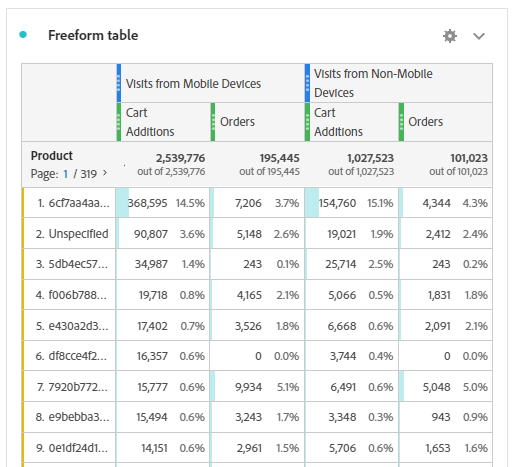 Freeform table
Visits from Mobile Devices
Visits from Non-Mobile
Devices
Cart
Additions
Orders
Cart
Additions
Orders
Product
Page: 1 / 319 >
2,539,776
out of 2,539,776
195,445
out of 195,445
1,027,523
out of 1,027,523
101,023
out of 101,023
1. 6cf7aa4aa... 368,595 14.5% 7,206 3.7% 154,760 15.1% 4,344 4.3%
2. Unspecified 90,807 3.6% 5,148 2.6% 19,021 1.9% 2,412 2.4%
3. 5db4ec57... 34,987 1.4% 243 0.1% 25,714 2.5% 243 0.2%
4. f006b788... 19,718 0.8% 4,165 2.1% 5,066 0.5% 1,831 1.8%
5. e430a2d3... 17,402 0.7% 3,526 1.8% 6,668 0.6% 2,091 2.1%
6. df8cce4f2... 16,357 0.6% 0 0.0% 3,744 0.4% 0 0.0%
7. 7920b772... 15,777 0.6% 9,934 5.1% 6,491 0.6% 5,048 5.0%
8. e9bebba3... 15,494 0.6% 3,243 1.7% 3,348 0.3% 943 0.9%
9. 0e1df24d1... 14,151 0.6% 2,961 1.5% 5,706 0.6% 1,653 1.6%